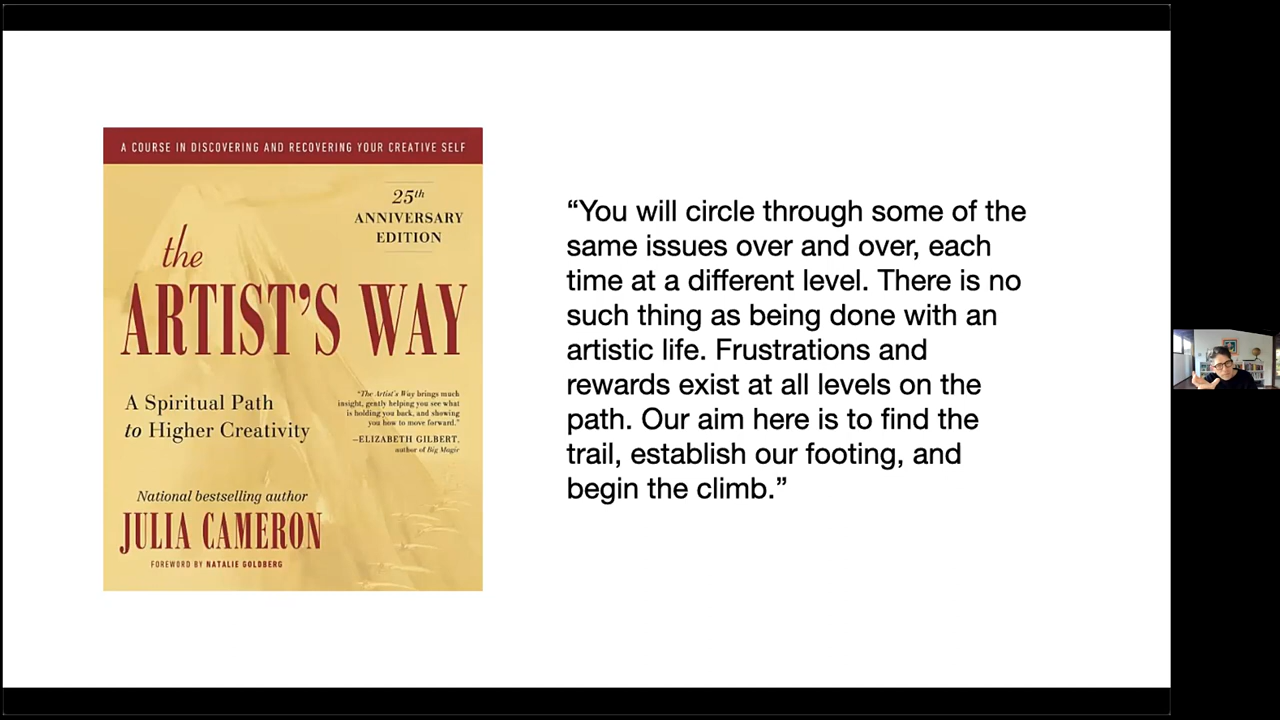 A COURSE IN DISCOVERING AND RECOVERING YOUR CREATIVE SELF
25th
ANNIVERSARY
EDITION
the
ARTIST'S WAY
A Spiritual Path
to Higher Creativity
"The Artist's Way brings much
insight, gently helping you see what
is holding you back, and showing
you how to move forward."
—ELIZABETH GILBERT,
author of Big Magic
National bestselling author
JULIA CAMERON
FOREWORD BY NATALIE GOLDBERG
“You will circle through some of the
same issues over and over, each
time at a different level. There is no
such thing as being done with an
artistic life. Frustrations and
rewards exist at all levels on the
path. Our aim here is to find the
trail, establish our footing, and
begin the climb.”